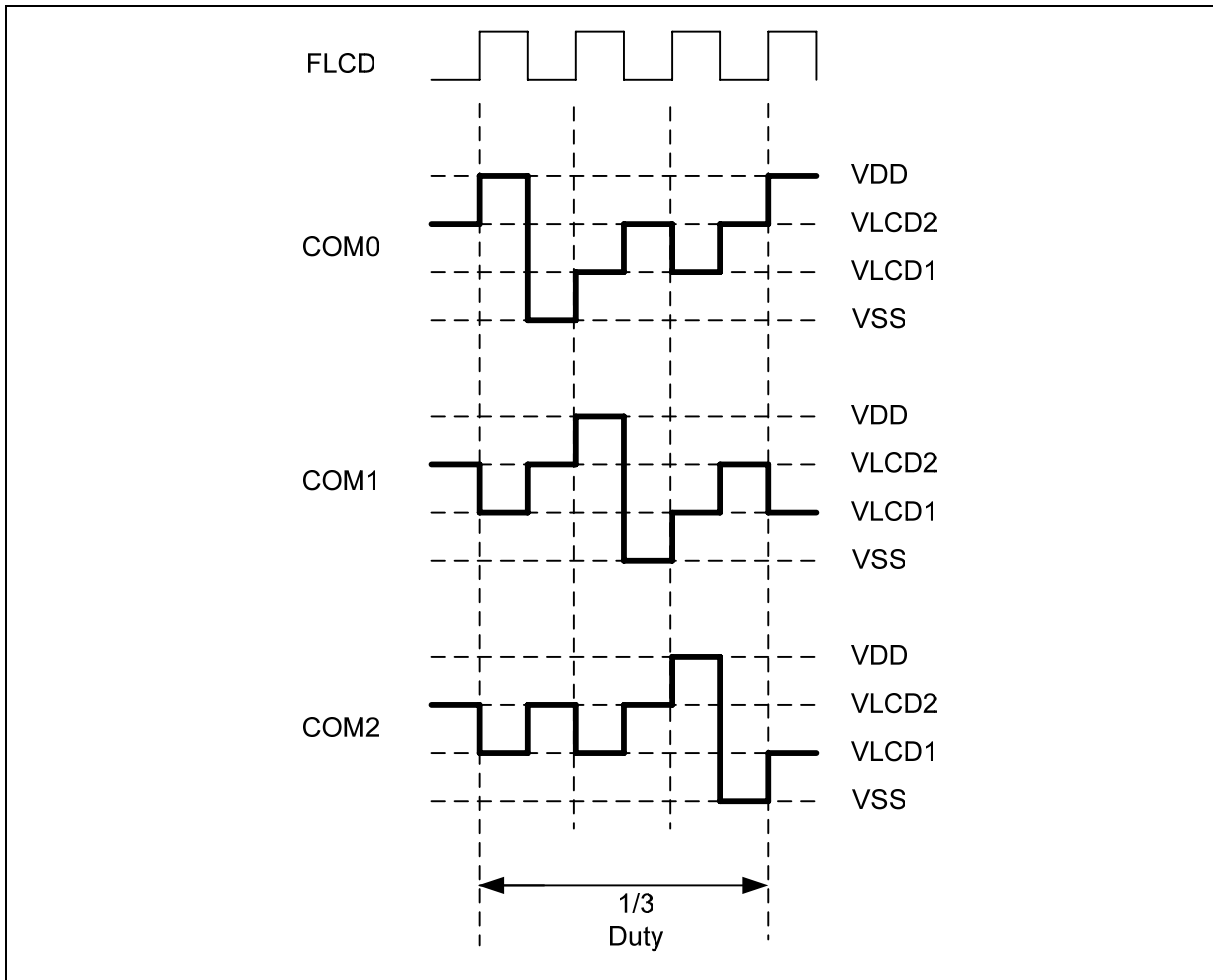 FLCD
VDD
VLCD2
COM0
VLCD1
VSS
VDD
VLCD2
COM1
VLCD1
VSS
VDD
VLCD2
COM2
VLCD1
VSS
1/3
Duty